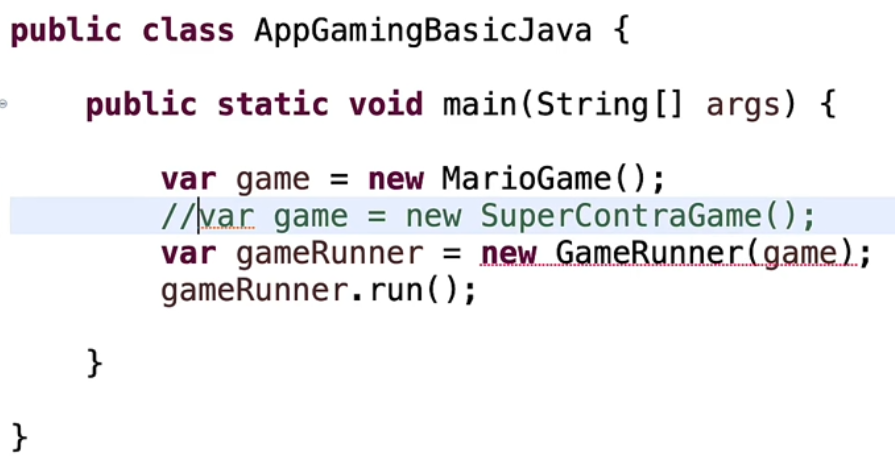 public class AppGamingBasicJava {
public static void main(String[] args) {
var game = new MarioGame();
//var game = new SuperContraGame();
var gameRunner = new GameRunner(game);
gameRunner.run();
}
}